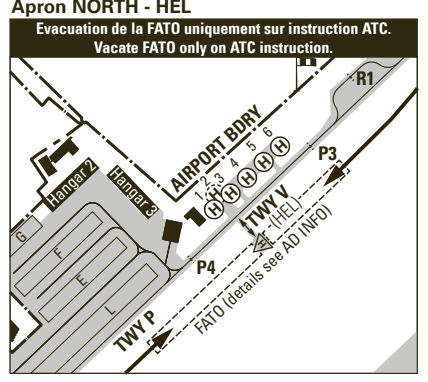 Apron NORTH - HEL
Evacuation de la FATO uniquement sur instruction ATC.
Vacate FATO only on ATC instruction.
R1
AIRPORT BDRY
P3
1 2 3 4 5 6
H H H H H H
Hangar 2
Hangar 3
TWY V
(HEL)
H
G
F
E
L
P4
FATO (details see AD INFO)
TWY P